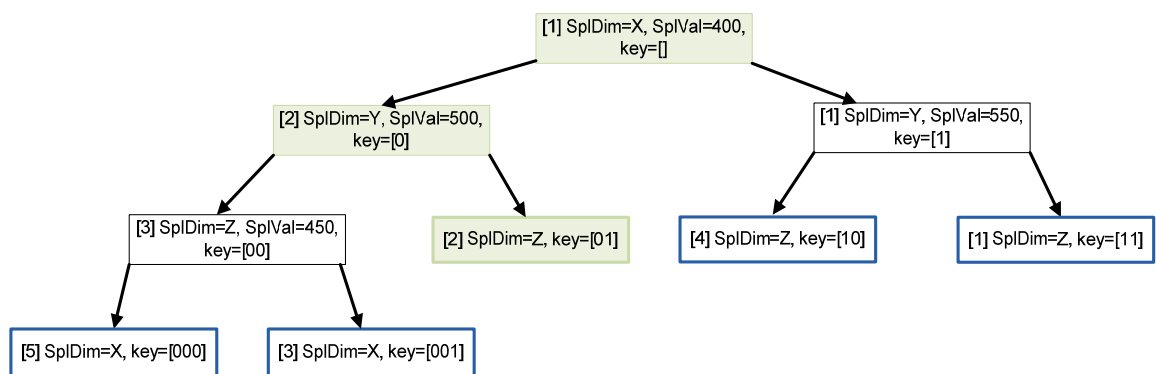 [1] SplDim=X, SplVal=400,
key=[]
[2] SplDim=Y, SplVal=500,
key=[0]
[1] SplDim=Y, SplVal=550,
key=[1]
[3] SplDim=Z, SplVal=450,
key=[00]
[2] SplDim=Z, key=[01]
[4] SplDim=Z, key=[10]
[1] SplDim=Z, key=[11]
[5] SplDim=X, key=[000]
[3] SplDim=X, key=[001]